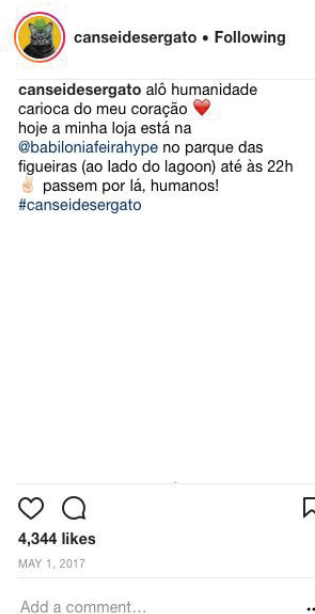 canseidesergato • Following
canseidesergato alô humanidade
carioca do meu coração ❤️
hoje a minha loja está na
@babiloniafeirahype no parque das
figueiras (ao lado do lagoon) até às 22h
✌🏻 passem por lá, humanos!
#canseidesergato
4,344 likes
MAY 1, 2017
Add a comment...